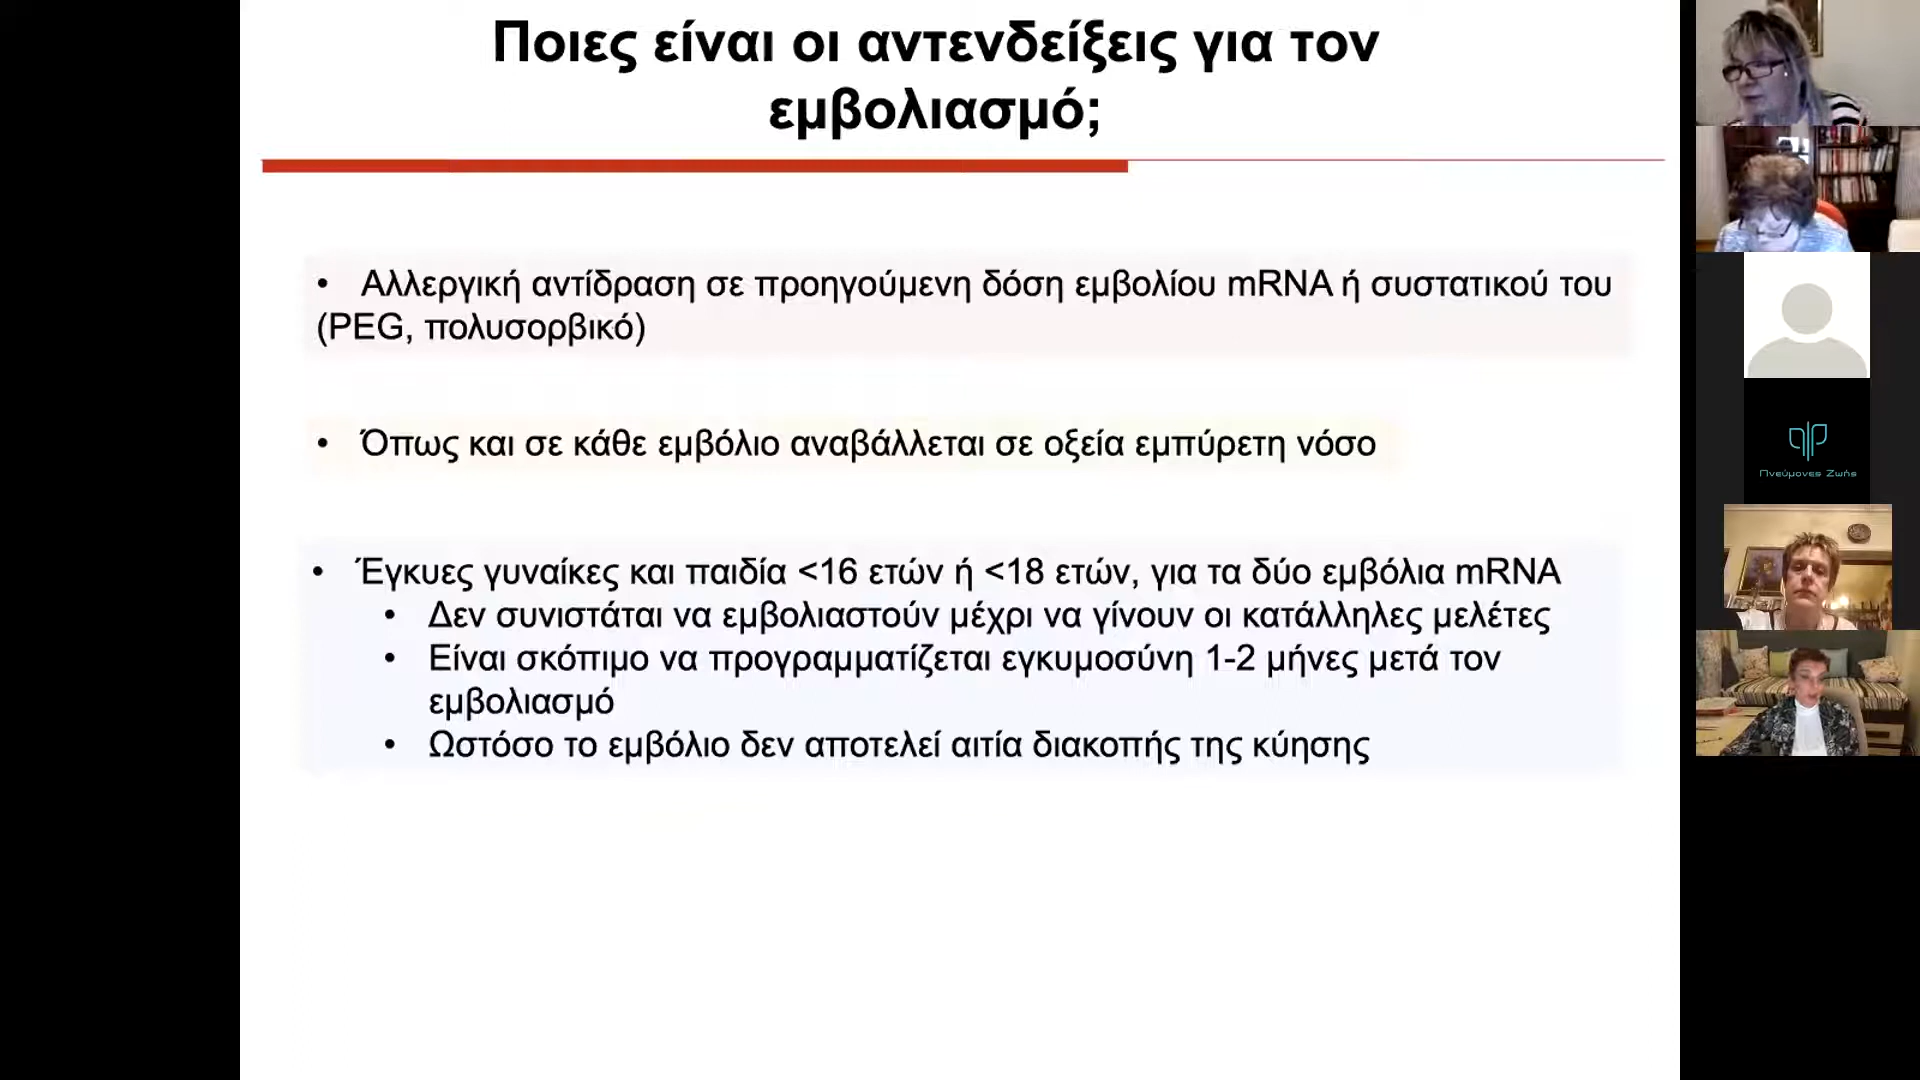 Ποιες είναι οι αντενδείξεις για τον
εμβολιασμό;
• Αλλεργική αντίδραση σε προηγούμενη δόση εμβολίου mRNA ή συστατικού του
(PEG, πολυσορβικό)
• Όπως και σε κάθε εμβόλιο αναβάλλεται σε οξεία εμπύρετη νόσο
• Έγκυες γυναίκες και παιδία <16 ετών ή <18 ετών, για τα δύο εμβόλια mRNA
• Δεν συνιστάται να εμβολιαστούν μέχρι να γίνουν οι κατάλληλες μελέτες
• Είναι σκόπιμο να προγραμματίζεται εγκυμοσύνη 1-2 μήνες μετά τον
εμβολιασμό
• Ωστόσο το εμβόλιο δεν αποτελεί αιτία διακοπής της κύησης
Πνεύμονες Ζωής